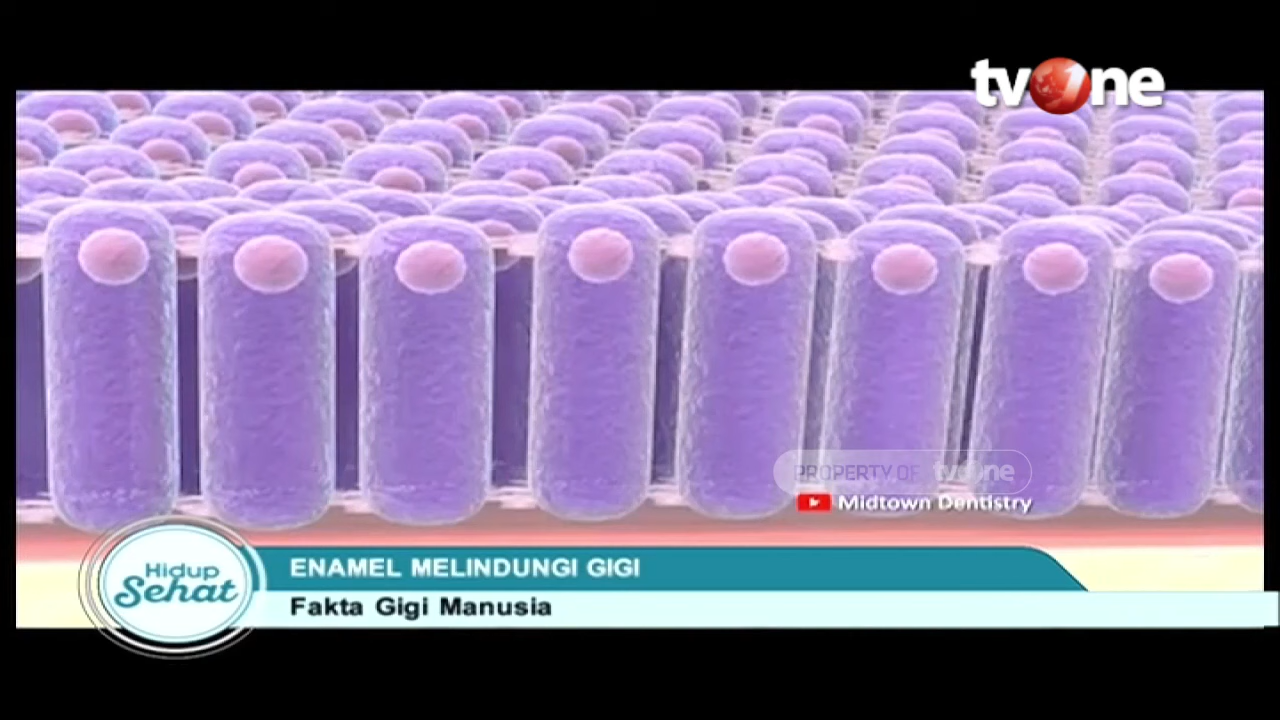 tvOne
PROPERTY OF tvOne
Midtown Dentistry
Hidup
Sehat
ENAMEL MELINDUNGI GIGI
Fakta Gigi Manusia